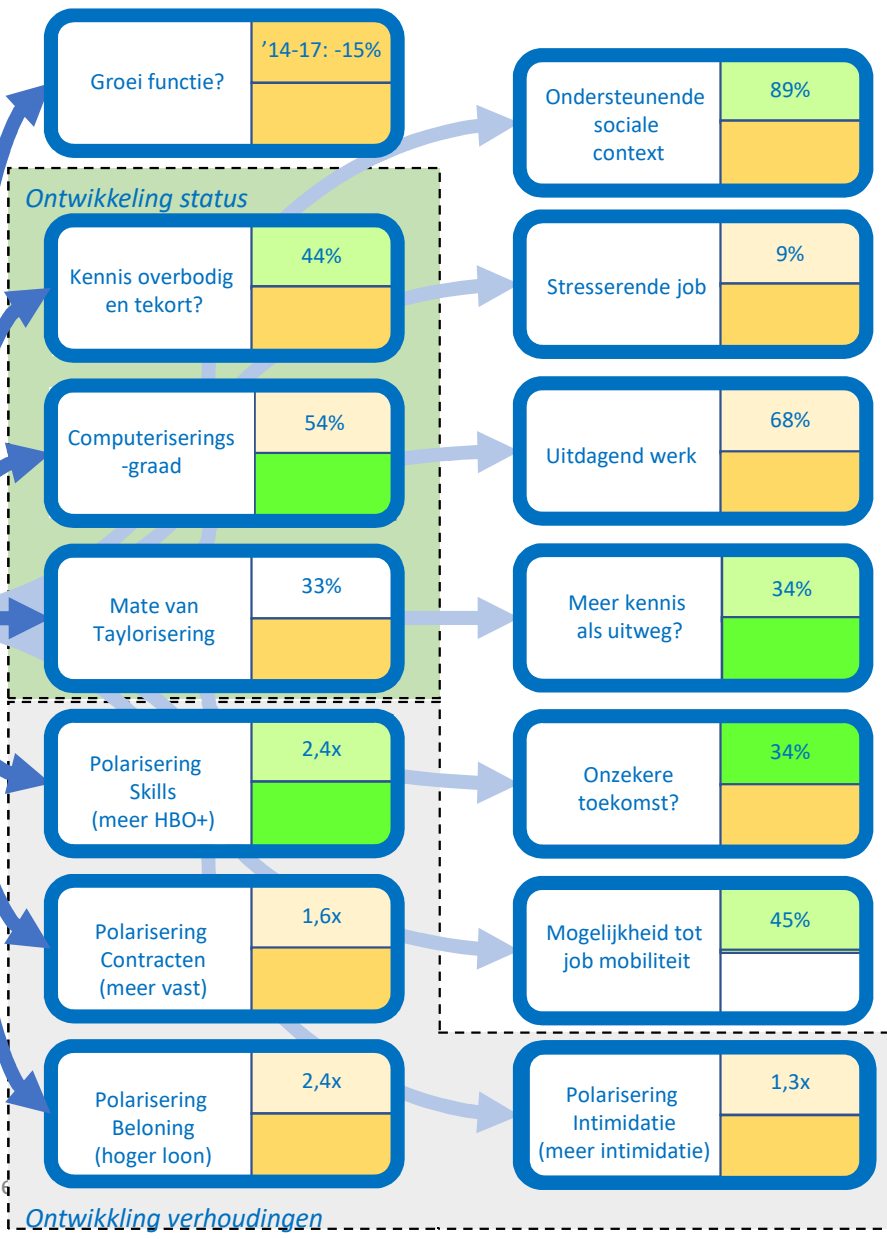 Groei functie?
’14-17: -15%
Ontwikkeling status
Kennis overbodig
en tekort?
44%
Computeriserings
-graad
54%
Mate van
Taylorisering
33%
Polarisering
Skills
(meer HBO+)
2,4x
Polarisering
Contracten
(meer vast)
1,6x
Polarisering
Beloning
(hoger loon)
2,4x
Ondersteunende
sociale
context
89%
Stresserende job
9%
Uitdagend werk
68%
Meer kennis
als uitweg?
34%
Onzekere
toekomst?
34%
Mogelijkheid tot
job mobiliteit
45%
Polarisering
Intimidatie
(meer intimidatie)
1,3x
Ontwikkling verhoudingen